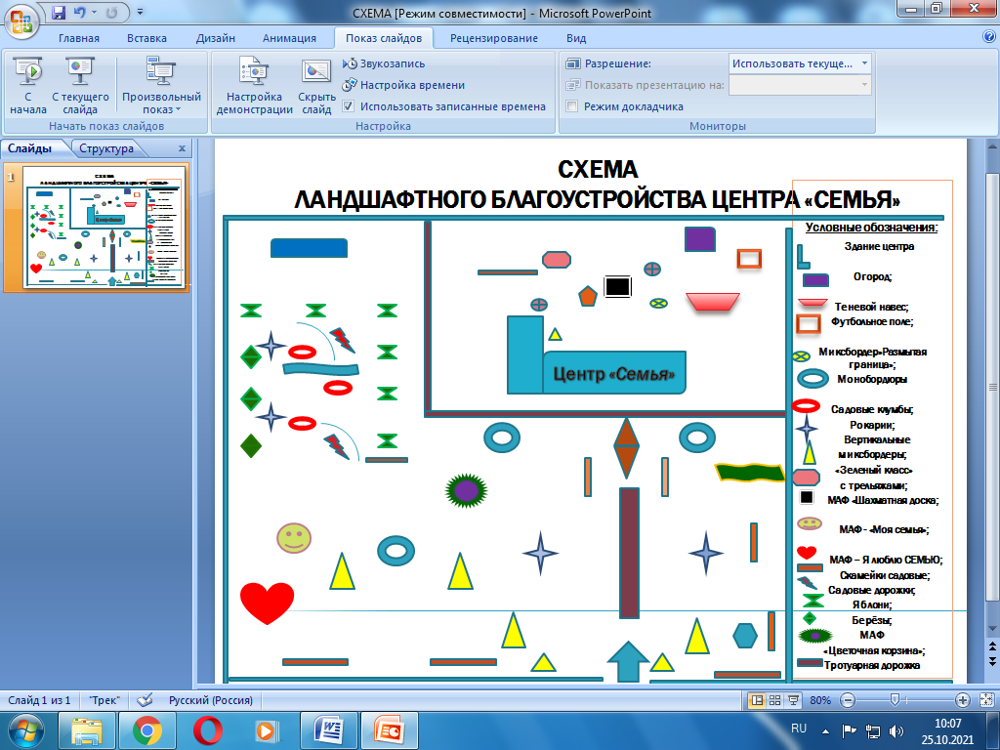 СХЕМА [Режим совместимости] - Microsoft PowerPoint
Главная Вставка Дизайн Анимация Показ слайдов Рецензирование Вид
С начала
С текущего слайда
Произвольный показ
Начать показ слайдов
Настройка демонстрации
Скрыть слайд
Звукозапись
Настройка времени
Использовать записанные времена
Настройка
Разрешение: Использовать текуще...
Показать презентацию на:
Режим докладчика
Мониторы
Слайды Структура x
1
СХЕМА
ЛАНДШАФТНОГО БЛАГОУСТРОЙСТВА ЦЕНТРА «СЕМЬЯ»
Центр «Семья»
Условные обозначения:
Здание центра
Огород;
Теневой навес;
Футбольное поле;
Миксбордер»Размытая
граница»;
Монобордюры
Садовые клумбы;
Рокарии;
Вертикальные
миксбордеры;
«Зеленый класс»
с трельяжами;
МАФ «Шахматная доска;
МАФ- «Моя семья»;
МАФ – Я люблю СЕМЬЮ;
Скамейки садовые;
Садовые дорожки;
Яблони;
Берёзы;
МАФ
«Цветочная корзина»;
Тротуарная дорожка
Слайд 1 из 1 "Трек" Русский (Россия) 80%
RU 10:07
25.10.2021